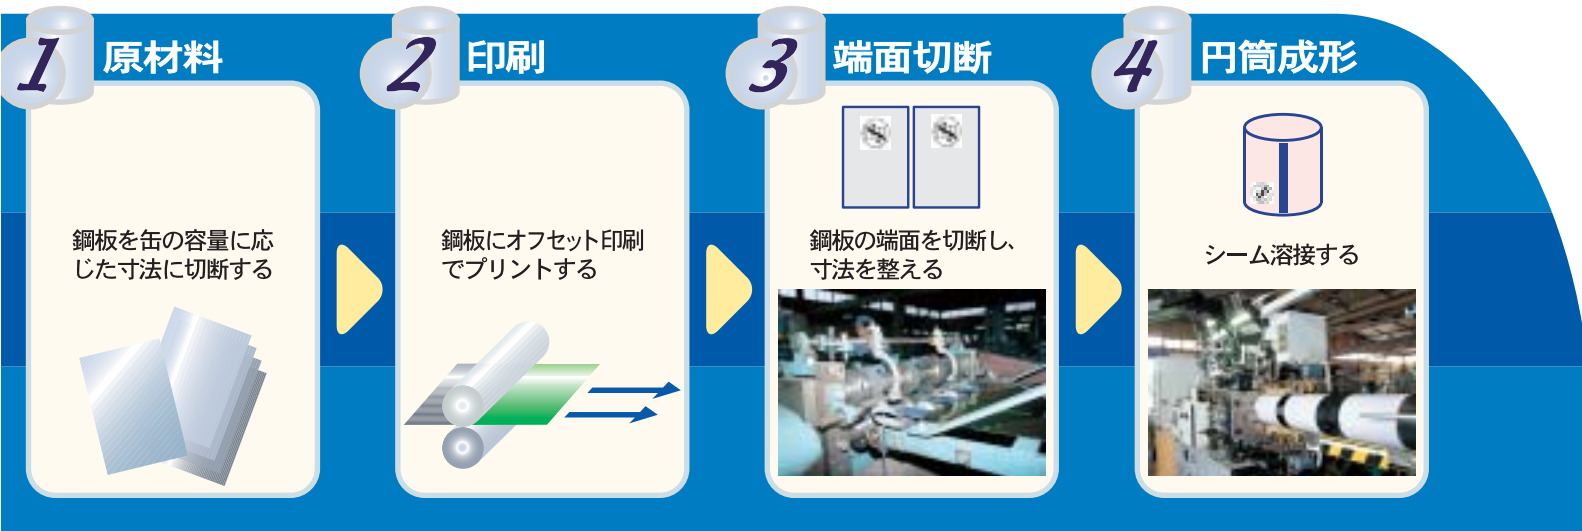 1 原材料
鋼板を缶の容量に応
じた寸法に切断する
2 印刷
鋼板にオフセット印刷
でプリントする
3 端面切断
鋼板の端面を切断し、
寸法を整える
4 円筒成形
シーム溶接する